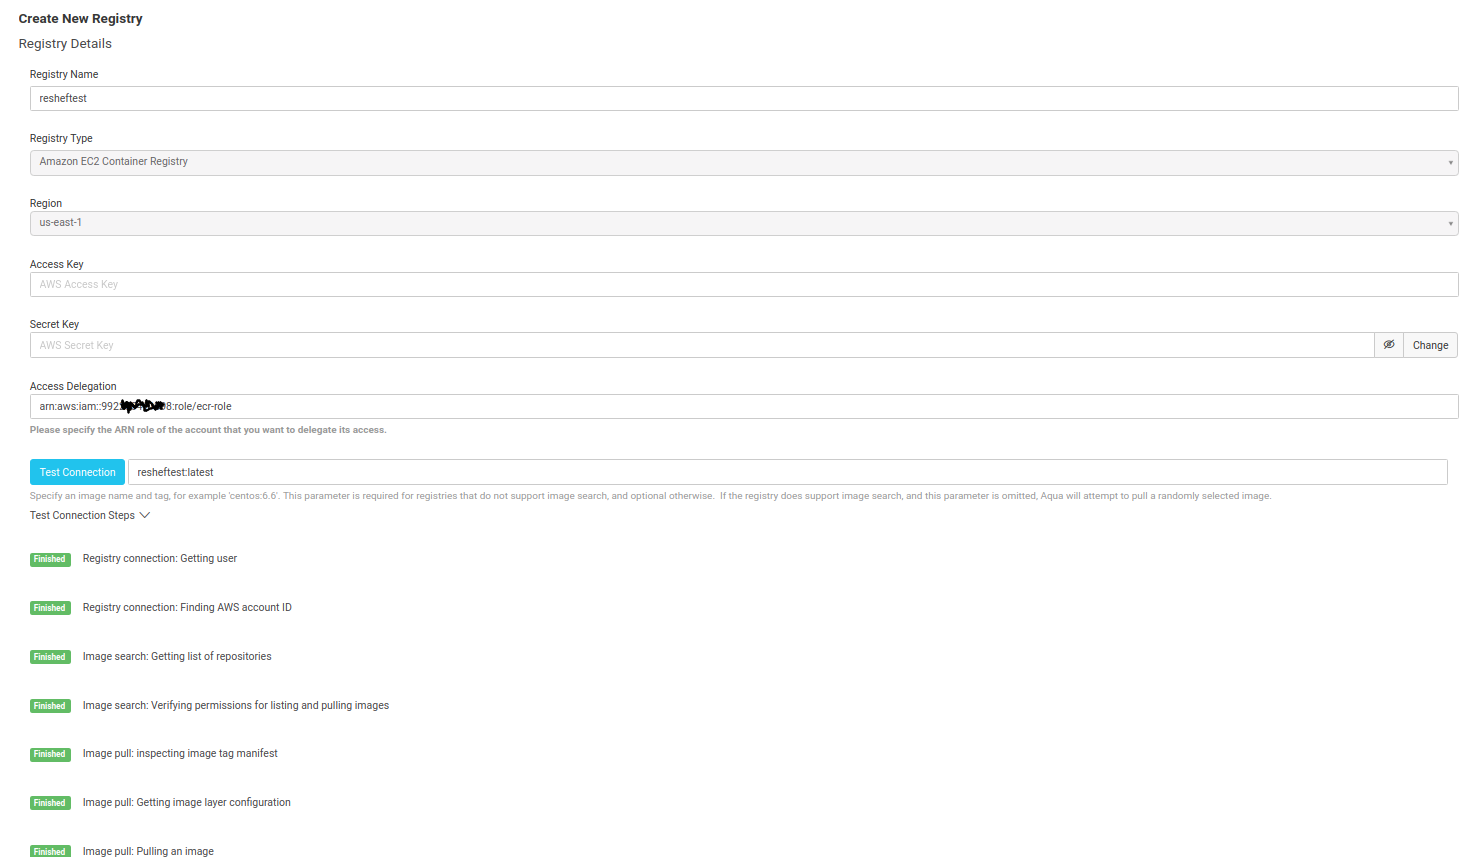 Create New Registry
Registry Details
Registry Name
resheftest
Registry Type
Amazon EC2 Container Registry
Region
us-east-1
Access Key
AWS Access Key
Secret Key
AWS Secret Key
Change
Access Delegation
arn:aws:iam::992 8:role/ecr-role
Please specify the ARN role of the account that you want to delegate its access.
Test Connection resheftest:latest
Specify an image name and tag, for example 'centos:6.6'. This parameter is required for registries that do not support image search, and optional otherwise. If the registry does support image search, and this parameter is omitted, Aqua will attempt to pull a randomly selected image.
Test Connection Steps
Finished Registry connection: Getting user
Finished Registry connection: Finding AWS account ID
Finished Image search: Getting list of repositories
Finished Image search: Verifying permissions for listing and pulling images
Finished Image pull: inspecting image tag manifest
Finished Image pull: Getting image layer configuration
Finished Image pull: Pulling an image